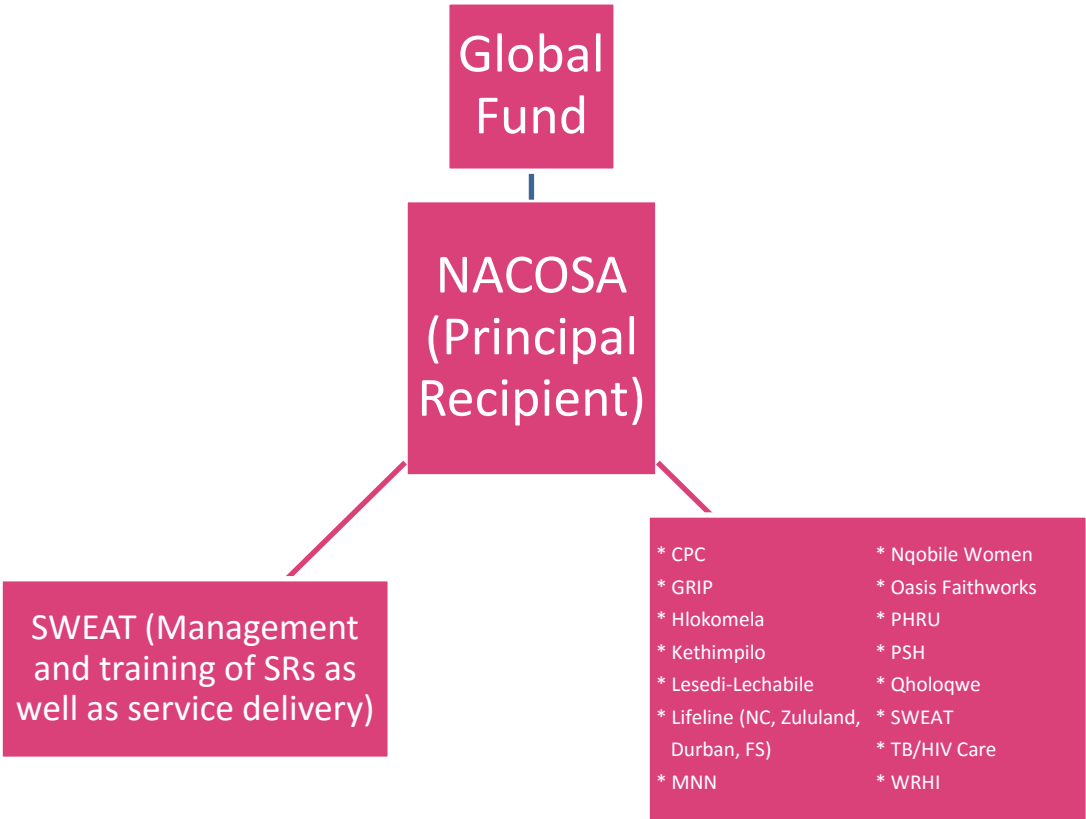 Global
Fund
NACOSA
(Principal
Recipient)
SWEAT (Management
and training of SRs as
well as service delivery)
* CPC
* GRIP
* Hlokomela
* Kethimpilo
* Lesedi-Lechabile
* Lifeline (NC, Zululand,
Durban, FS)
* MNN
* Nqobile Women
* Oasis Faithworks
* PHRU
* PSH
* Qholoqwe
* SWEAT
* TB/HIV Care
* WRHI